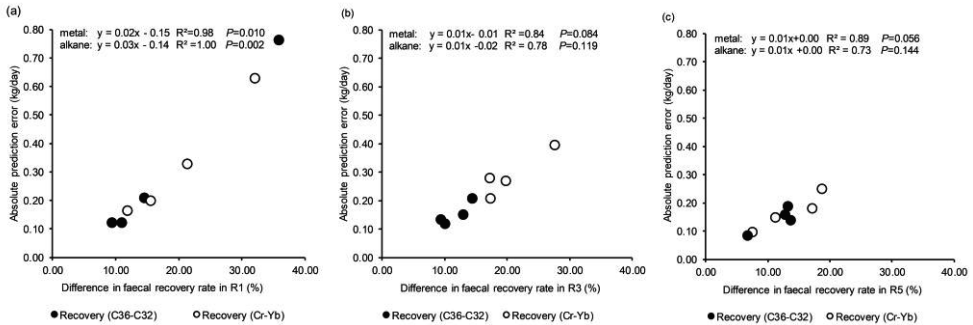 (a)
metal: y = 0.02x - 0.15 R²=0.98 P=0.010
alkane: y = 0.03x - 0.14 R²=1.00 P=0.002
Absolute prediction error (kg/day)
0.80
0.70
0.60
0.50
0.40
0.30
0.20
0.10
0.00
0.00 10.00 20.00 30.00 40.00
Difference in faecal recovery rate in R1 (%)
Recovery (C36-C32) Recovery (Cr-Yb)
(b)
metal: y = 0.01x- 0.01 R² = 0.84 P=0.084
alkane: y = 0.01x -0.02 R² = 0.78 P=0.119
Absolute prediction error (kg/day)
0.80
0.70
0.60
0.50
0.40
0.30
0.20
0.10
0.00
0.00 10.00 20.00 30.00 40.00
Difference in faecal recovery rate in R3 (%)
Recovery (C36-C32) Recovery (Cr-Yb)
(c)
metal: y = 0.01x+0.00 R² = 0.89 P=0.056
alkane: y = 0.01x +0.00 R² = 0.73 P=0.144
Absolute prediction error (kg/day)
0.80
0.70
0.60
0.50
0.40
0.30
0.20
0.10
0.00
0.00 10.00 20.00 30.00 40.00
Difference in faecal recovery rate in R5 (%)
Recovery (C36-C32) Recovery (Cr-Yb)